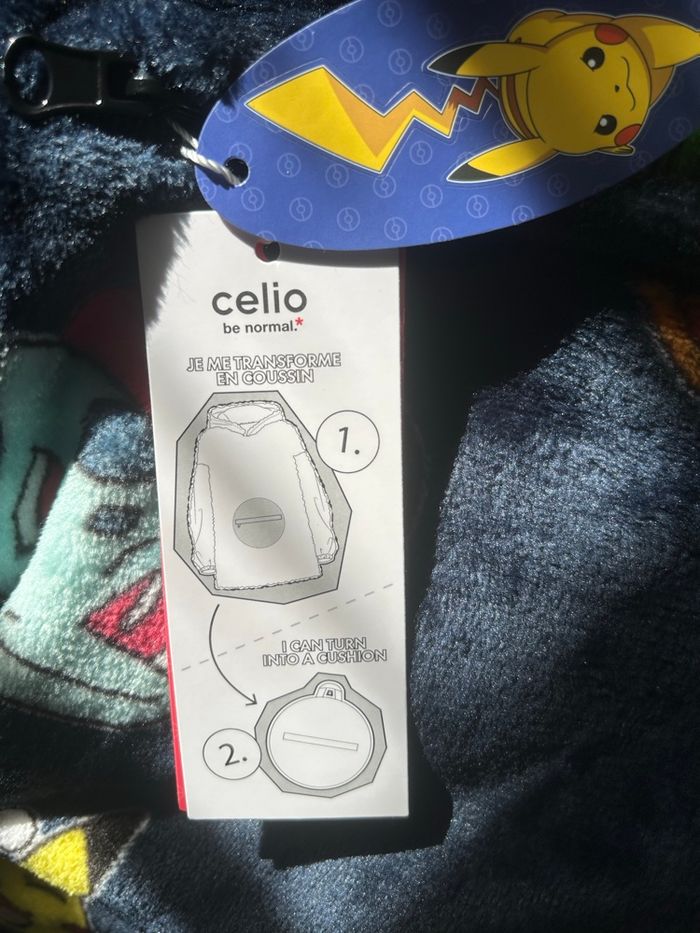 celio
be normal.*
JE ME TRANSFORME
EN COUSSIN
1.
I CAN TURN
INTO A CUSHION
2.